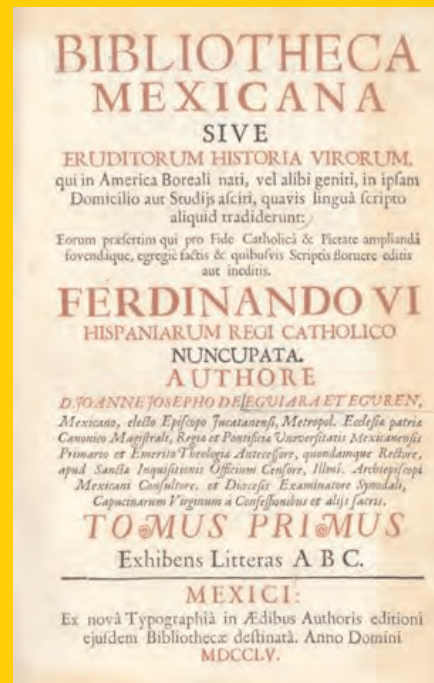 BIBLIOTHECA
MEXICANA
SIVE
ERUDITORUM HISTORIA VIRORUM,
qui in America Boreali nati, vel alibi geniti, in ipſam
Domicilio aut Studijs aſciti, quavis linguâ ſcripto
aliquid tradiderunt:
Eorum præſertim qui pro Fide Catholicâ & Pietate ampliandâ
fovendâque, egregiè factis & quibuſvis Scriptis floruere editis
aut ineditis.
FERDINANDO VI
HISPANIARUM REGI CATHOLICO
NUNCUPATA.
AUTHORE
D. JOANNE JOSEPHO DE EGUIARA ET EGUREN,
Mexicano, electo Epiſcopo Jucatanenſi, Metropol. Eccleſiæ patriæ
Canonico Magiſtrali, Regiæ et Pontificiæ Univerſitatis Mexicanenſis
Primario et Emerito Theologiæ Anteceſſore, quondamque Rectore,
apud Sanctæ Inquiſitionis Officium Cenſore, Illmi. Archiepiſcopi
Mexicani Conſultore, et Diœceſis Examinatore Synodali,
Capucinarum Virginum à Confeſſionibus et alijs ſacris.
TOMUS PRIMUS
Exhibens Litteras A B C.
MEXICI:
Ex novâ Typographiâ in Ædibus Authoris editioni
ejuſdem Bibliothecæ deſtinatâ. Anno Domini
MDCCLV.